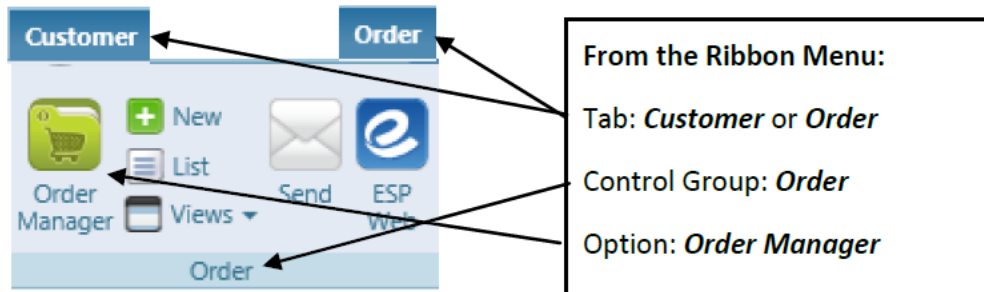 Customer
Order
New
List
Views
Order
Manager
Send
ESP
Web
Order
From the Ribbon Menu:
Tab: Customer or Order
Control Group: Order
Option: Order Manager